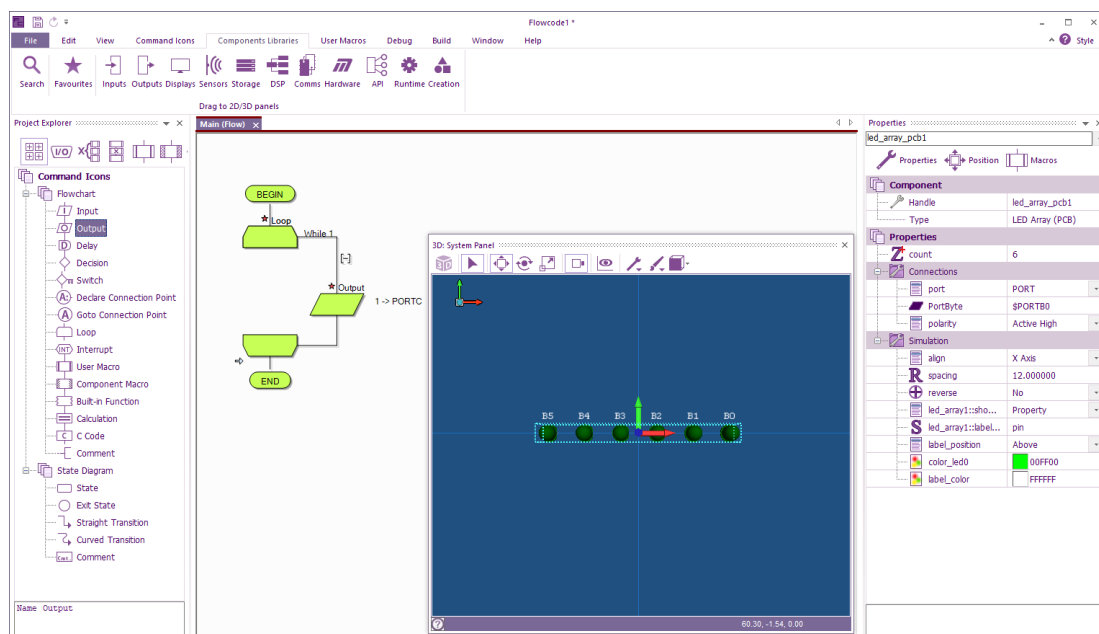 Flowcode1 *
File Edit View Command Icons Components Libraries User Macros Debug Build Window Help Style
Search Favourites Inputs Outputs Displays Sensors Storage DSP Comms Hardware API Runtime Creation
Drag to 2D/3D panels
Project Explorer
Command Icons
Flowchart
Input
Output
Delay
Decision
Switch
Declare Connection Point
Goto Connection Point
Loop
Interrupt
User Macro
Component Macro
Built-in Function
Calculation
C Code
Comment
State Diagram
State
Exit State
Straight Transition
Curved Transition
Comment
Name Output
Main (Flow)
BEGIN
Loop
While 1
[-]
Output
1 -> PORTC
END
3D: System Panel
B5 B4 B3 B2 B1 B0
60.30, -1.54, 0.00
Properties
led_array_pcb1
Properties Position Macros
Component
Handle led_array_pcb1
Type LED Array (PCB)
Properties
count 6
Connections
port PORT
PortByte $PORTB0
polarity Active High
Simulation
align X Axis
spacing 12.000000
reverse No
led_array1::sho... Property
led_array1::label... pin
label_position Above
color_led0 00FF00
label_color FFFFFF